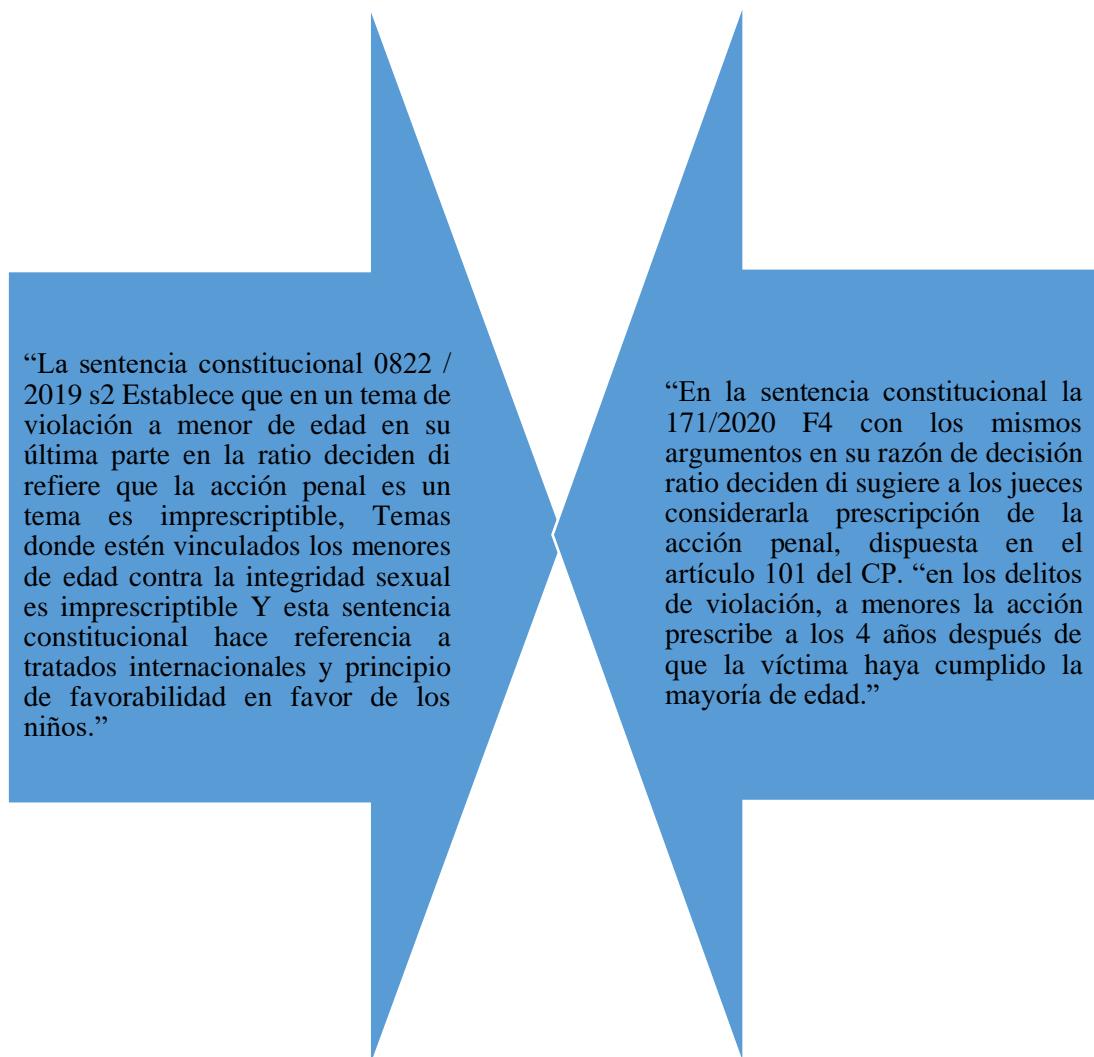 “La sentencia constitucional 0822 /
2019 s2 Establece que en un tema de
violación a menor de edad en su
última parte en la ratio deciden di
refiere que la acción penal es un
tema es imprescriptible, Temas
donde estén vinculados los menores
de edad contra la integridad sexual
es imprescriptible Y esta sentencia
constitucional hace referencia a
tratados internacionales y principio
de favorabilidad en favor de los
niños.”
“En la sentencia constitucional la
171/2020 F4 con los mismos
argumentos en su razón de decisión
ratio deciden di sugiere a los jueces
considerarla prescripción de la
acción penal, dispuesta en el
artículo 101 del CP. “en los delitos
de violación, a menores la acción
prescribe a los 4 años después de
que la víctima haya cumplido la
mayoría de edad.”